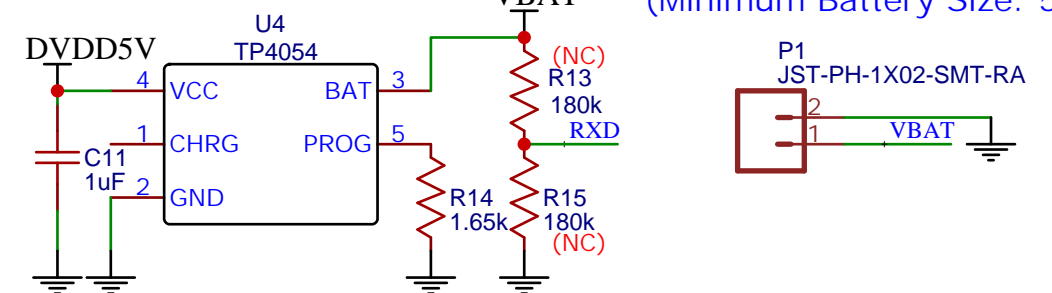 VBAT
(Minimum Battery Size: 5
U4
TP4054
DVDD5V
4
VCC
BAT
3
1
CHRG
PROG
5
2
GND
C11
1uF
R14
1.65k
(NC)
R13
180k
RXD
R15
180k
(NC)
P1
JST-PH-1X02-SMT-RA
2
1
VBAT